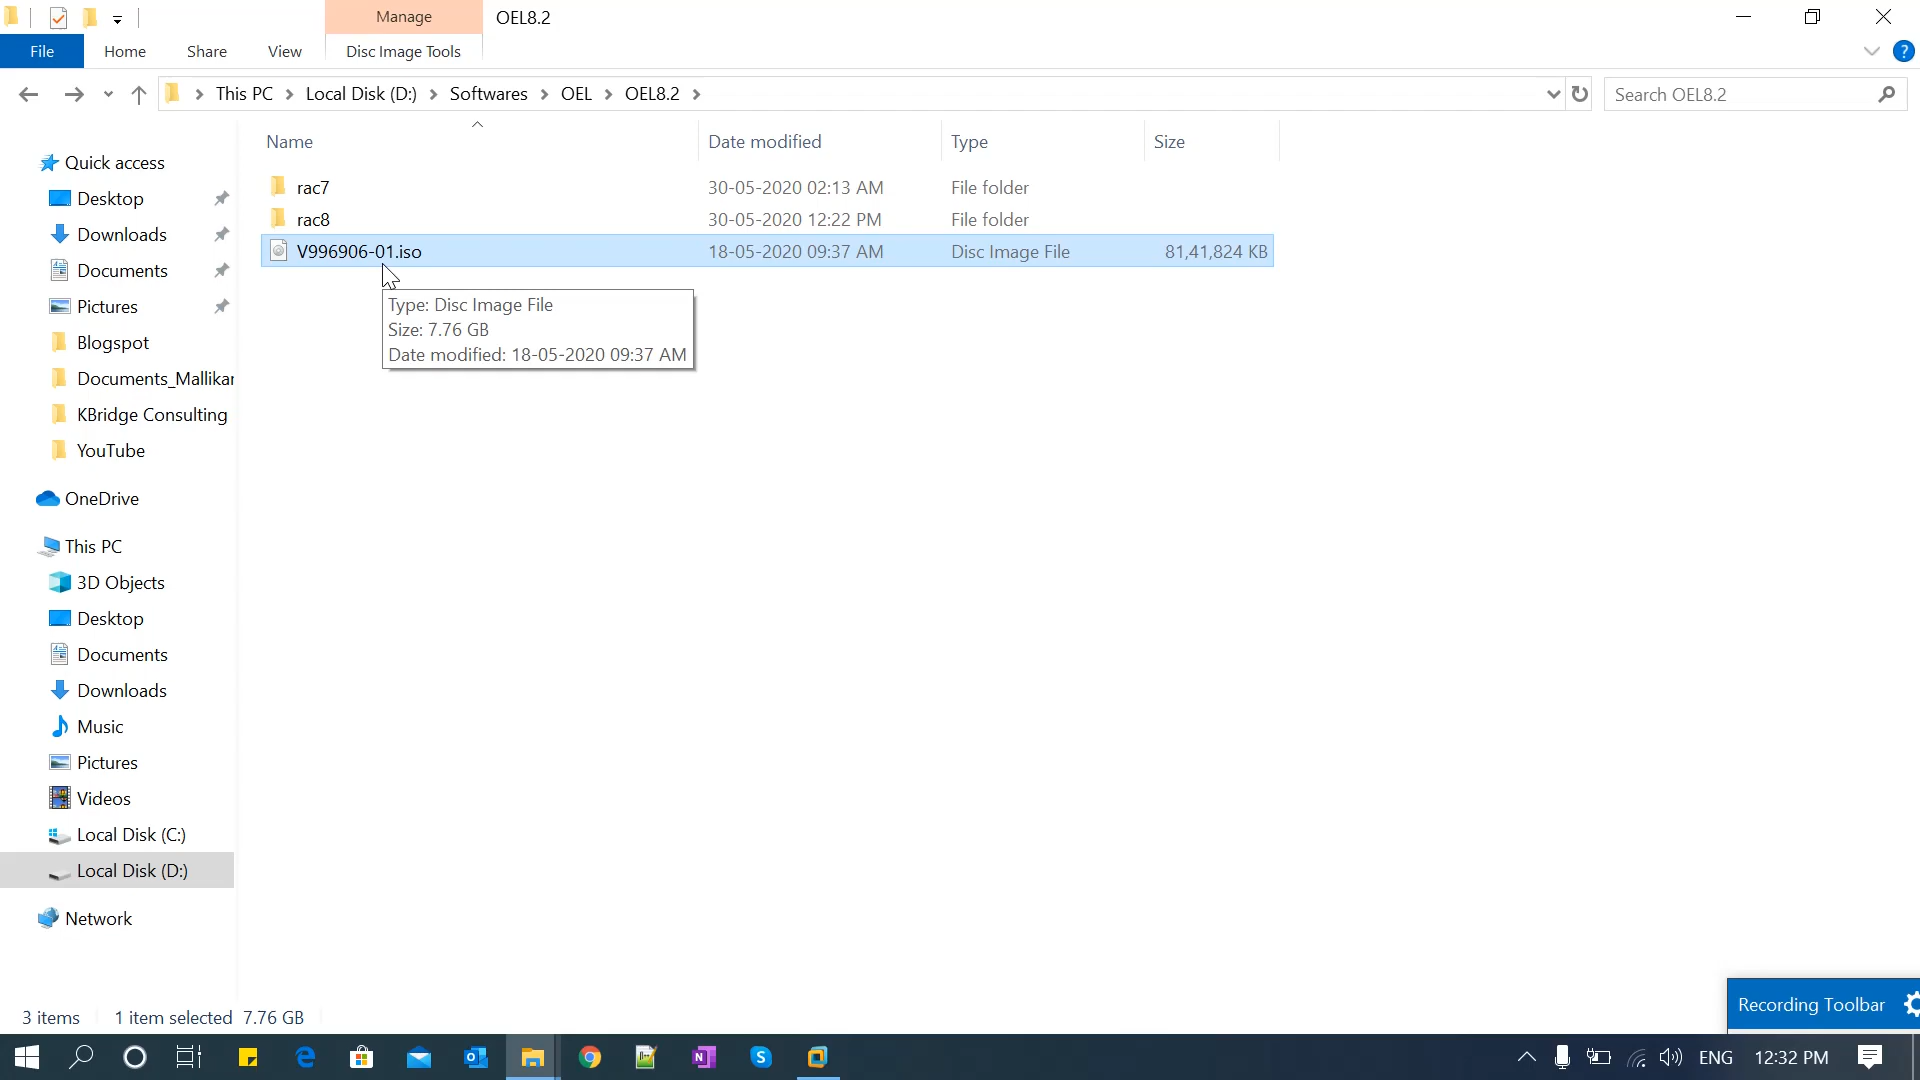 Manage
OEL8.2
File
Home
Share
View
Disc Image Tools
?
This PC
Local Disk (D:)
Softwares
OEL
OEL8.2
Search OEL8.2
Name
Date modified
Type
Size
rac7
30-05-2020 02:13 AM
File folder
rac8
30-05-2020 12:22 PM
File folder
V996906-01.iso
18-05-2020 09:37 AM
Disc Image File
81,41,824 KB
Type: Disc Image File
Size: 7.76 GB
Date modified: 18-05-2020 09:37 AM
Quick access
Desktop
Downloads
Documents
Pictures
Blogspot
Documents_Mallikar
KBridge Consulting
YouTube
OneDrive
This PC
3D Objects
Desktop
Documents
Downloads
Music
Pictures
Videos
Local Disk (C:)
Local Disk (D:)
Network
3 items
1 item selected 7.76 GB
Recording Toolbar
ENG
12:32 PM